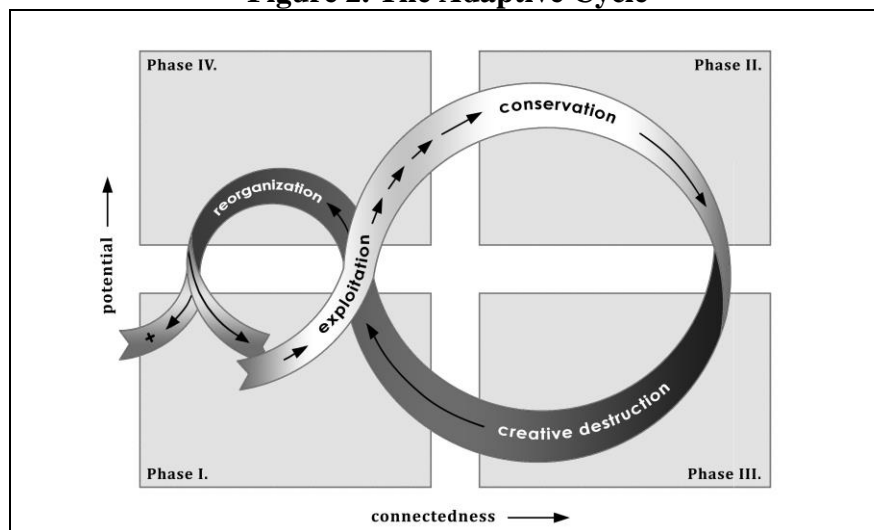 Figure 2. The Adaptive Cycle
Phase IV.
Phase II.
conservation
reorganization
potential
exploitation
+
creative destruction
Phase I.
Phase III.
connectedness